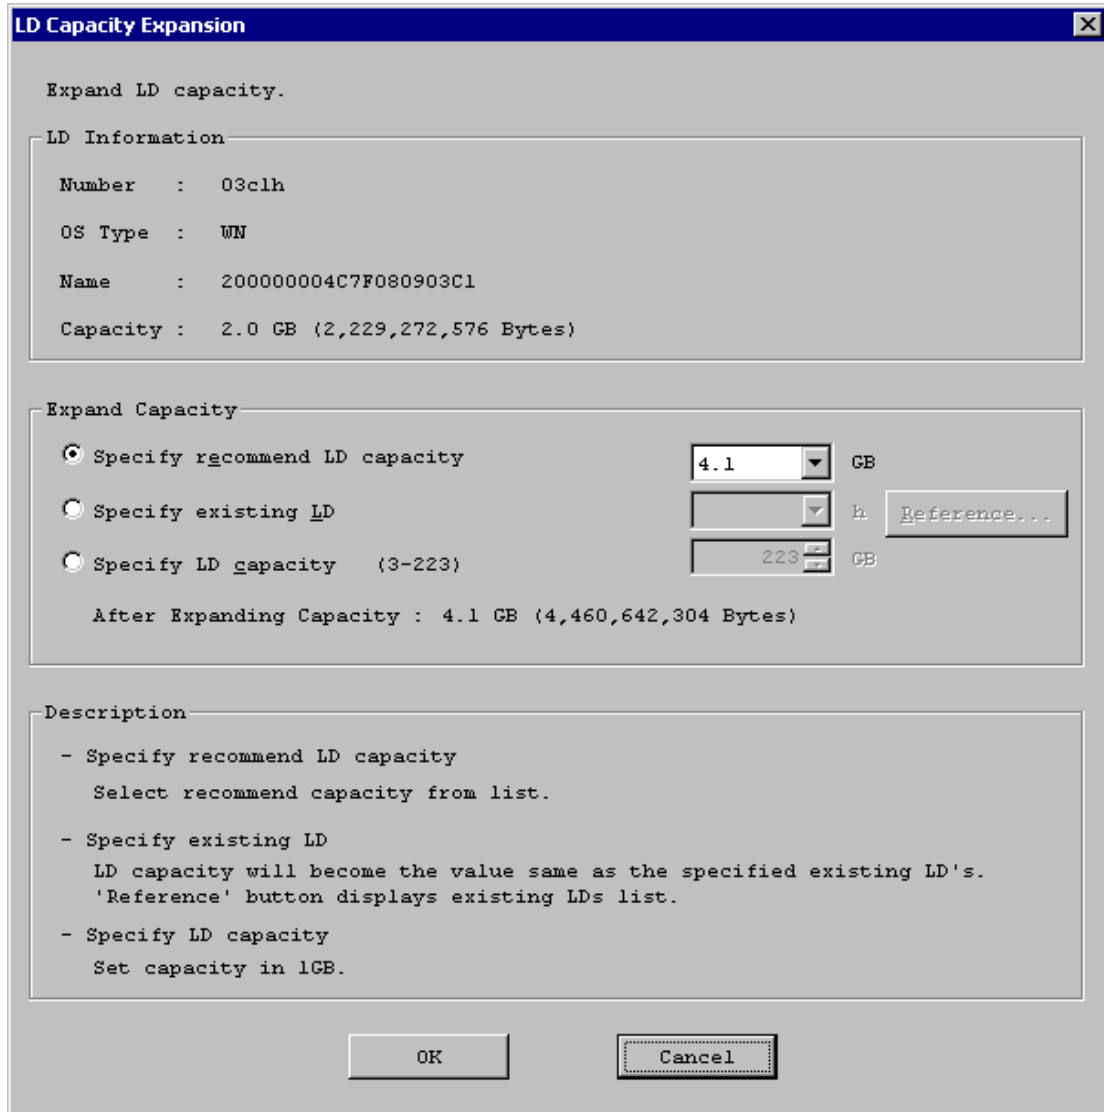 LD Capacity Expansion
Expand LD capacity.
LD Information
Number : 03c1h
OS Type : WN
Name : 200000004C7F080903C1
Capacity : 2.0 GB (2,229,272,576 Bytes)
Expand Capacity
Specify recommend LD capacity 4.1 GB
Specify existing LD h Reference...
Specify LD capacity (3-223) 223 GB
After Expanding Capacity : 4.1 GB (4,460,642,304 Bytes)
Description
- Specify recommend LD capacity
Select recommend capacity from list.
- Specify existing LD
LD capacity will become the value same as the specified existing LD's.
'Reference' button displays existing LDs list.
- Specify LD capacity
Set capacity in 1GB.
OK Cancel